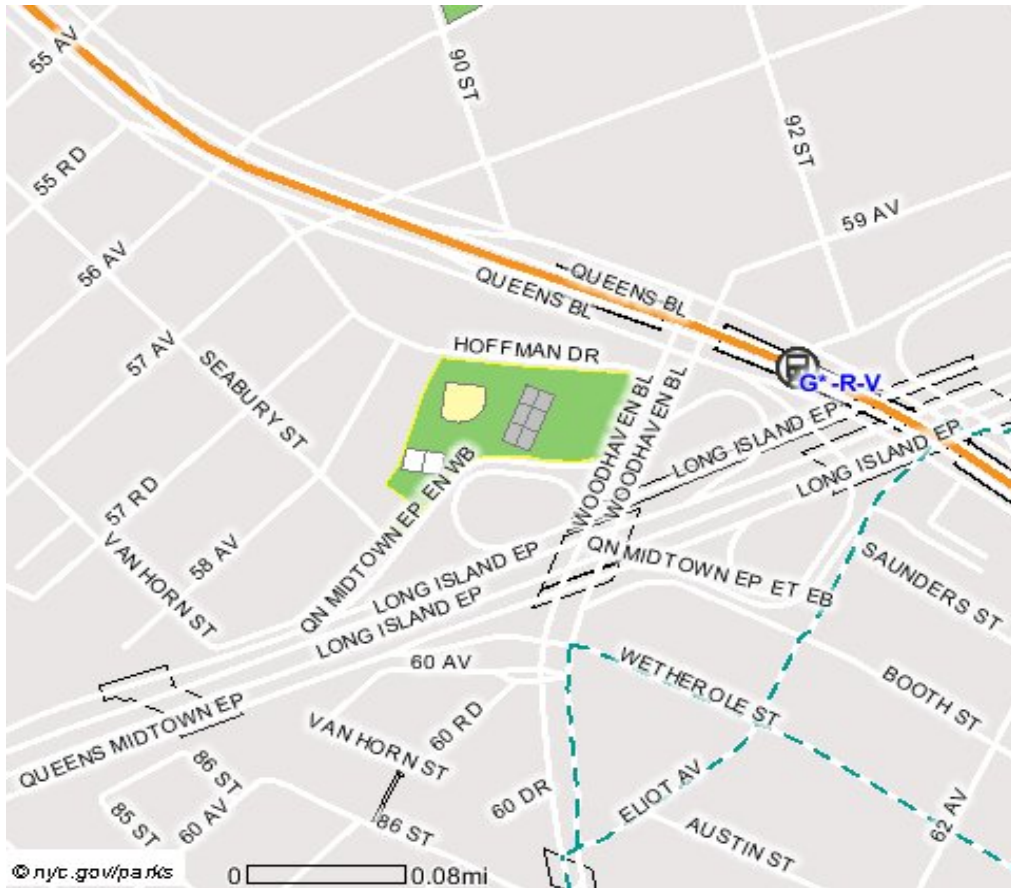 55 AV
90 ST
92 ST
55 RD
59 AV
56 AV
QUEENS BL
QUEENS BL
57 AV
HOFFMAN DR
G*-R-V
SEABURY ST
WOODHAVEN BL
WOODHAVEN BL
LONG ISLAND EP
LONG ISLAND EP
57 RD
QN MIDTOWN EP EN WB
58 AV
VAN HORN ST
LONG ISLAND EP
LONG ISLAND EP
QN MIDTOWN EP ET EB
SAUNDERS ST
60 AV
WETHEROLE ST
BOOTH ST
QUEENS MIDTOWN EP
60 RD
VAN HORN ST
86 ST
60 DR
ELIOT AV
62 AV
85 ST
60 AV
86 ST
AUSTIN ST
© nyc.gov/parks
0 0.08mi